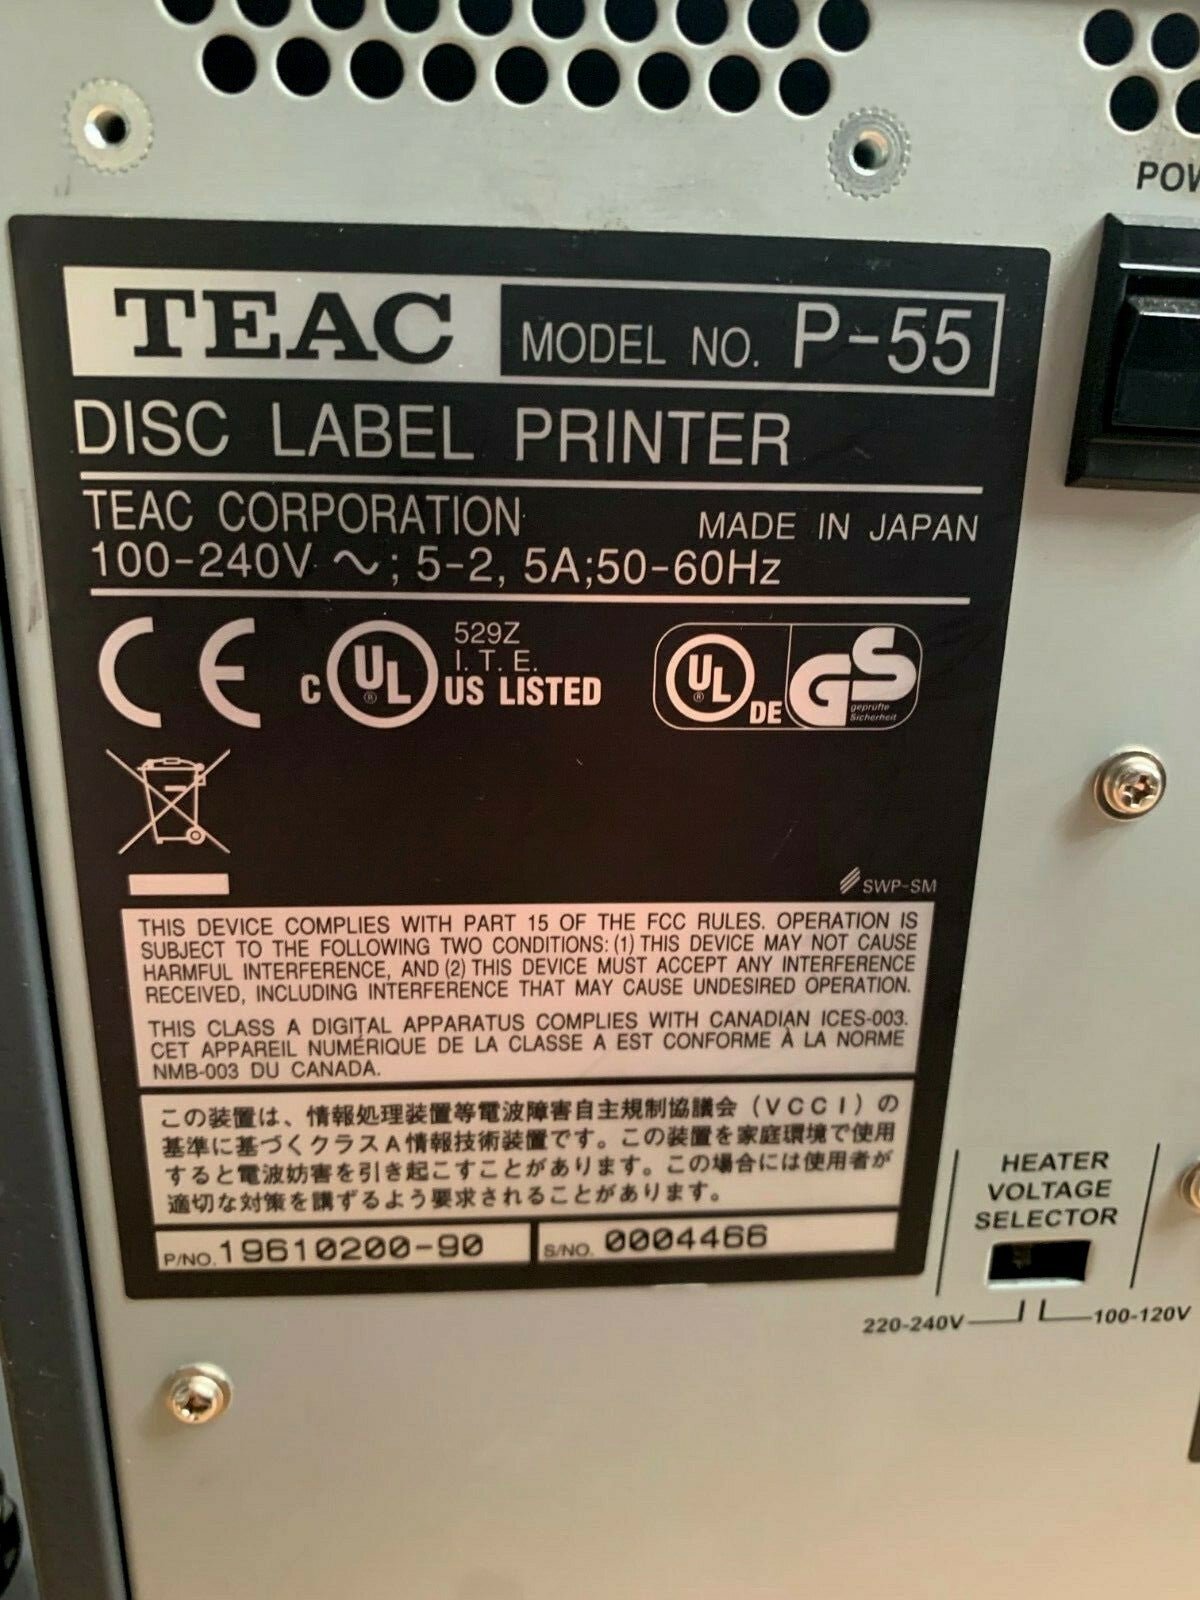 POW
TEAC MODEL NO. P-55
DISC LABEL PRINTER
TEAC CORPORATION MADE IN JAPAN
100-240V ～; 5-2, 5A;50-60Hz
CE
C UL ® US LISTED
529Z
I. T. E.
UL ® DE GS geprüfte Sicherheit
SWP-SM
THIS DEVICE COMPLIES WITH PART 15 OF THE FCC RULES. OPERATION IS
SUBJECT TO THE FOLLOWING TWO CONDITIONS: (1) THIS DEVICE MAY NOT CAUSE
HARMFUL INTERFERENCE, AND (2) THIS DEVICE MUST ACCEPT ANY INTERFERENCE
RECEIVED, INCLUDING INTERFERENCE THAT MAY CAUSE UNDESIRED OPERATION.
THIS CLASS A DIGITAL APPARATUS COMPLIES WITH CANADIAN ICES-003.
CET APPAREIL NUMÉRIQUE DE LA CLASSE A EST CONFORME À LA NORME
NMB-003 DU CANADA.
この装置は、情報処理装置等電波障害自主規制協議会（VCCI）の
基準に基づくクラスA情報技術装置です。この装置を家庭環境で使用
すると電波妨害を引き起こすことがあります。この場合には使用者が
適切な対策を講ずるよう要求されることがあります。
P/NO. 19610200-90 S/NO. 0004466
HEATER
VOLTAGE
SELECTOR
220-240V 100-120V